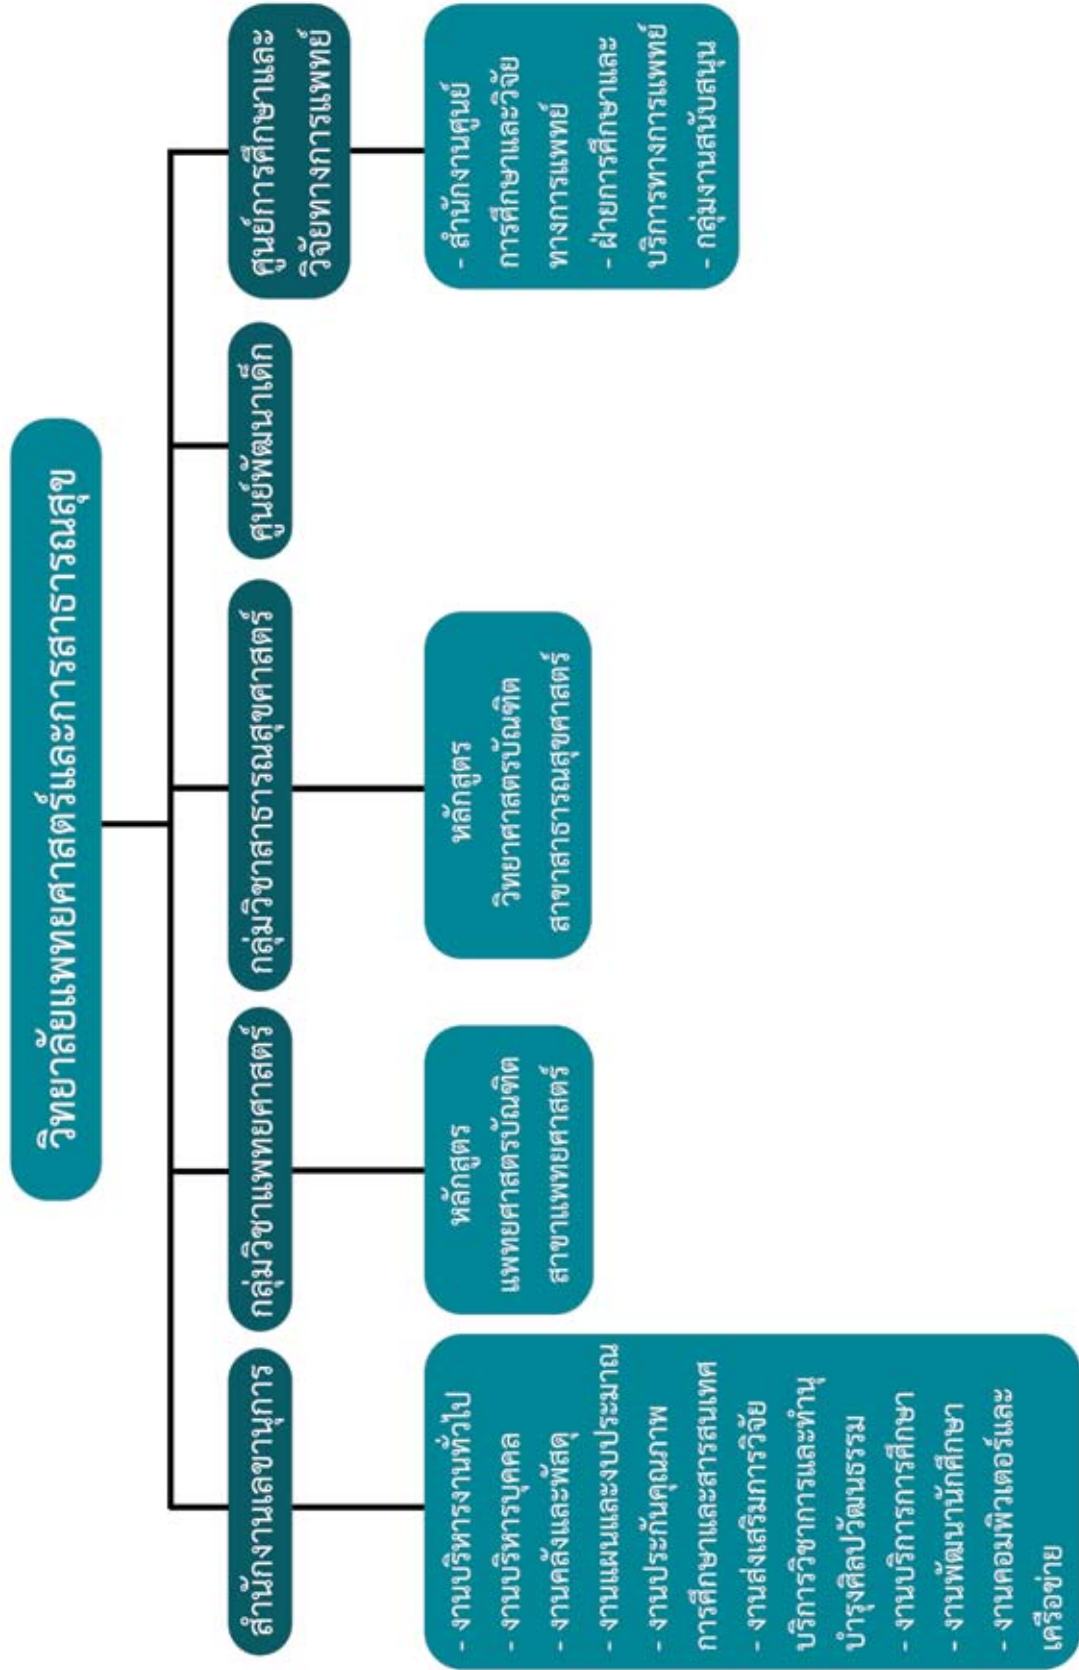 วิทยาลัยแพทยศาสตร์และการสาธารณสุข
สำนักงานเลขานุการ
- งานบริหารงานทั่วไป
- งานบริหารบุคคล
- งานคลังและพัสดุ
- งานแผนและงบประมาณ
- งานประกันคุณภาพ
การศึกษาและสารสนเทศ
- งานส่งเสริมการวิจัย
บริการวิชาการและทำนุ
บำรุงศิลปวัฒนธรรม
- งานบริการการศึกษา
- งานพัฒนานักศึกษา
- งานคอมพิวเตอร์และ
เครือข่าย
กลุ่มวิชาแพทยศาสตร์
หลักสูตร
แพทยศาสตรบัณฑิต
สาขาแพทยศาสตร์
กลุ่มวิชาสาธารณสุขศาสตร์
หลักสูตร
วิทยาศาสตรบัณฑิต
สาขาสาธารณสุขศาสตร์
ศูนย์พัฒนาเด็ก
ศูนย์การศึกษาและ
วิจัยทางการแพทย์
- สำนักงานศูนย์
การศึกษาและวิจัย
ทางการแพทย์
- ฝ่ายการศึกษาและ
บริการทางการแพทย์
- กลุ่มงานสนับสนุน